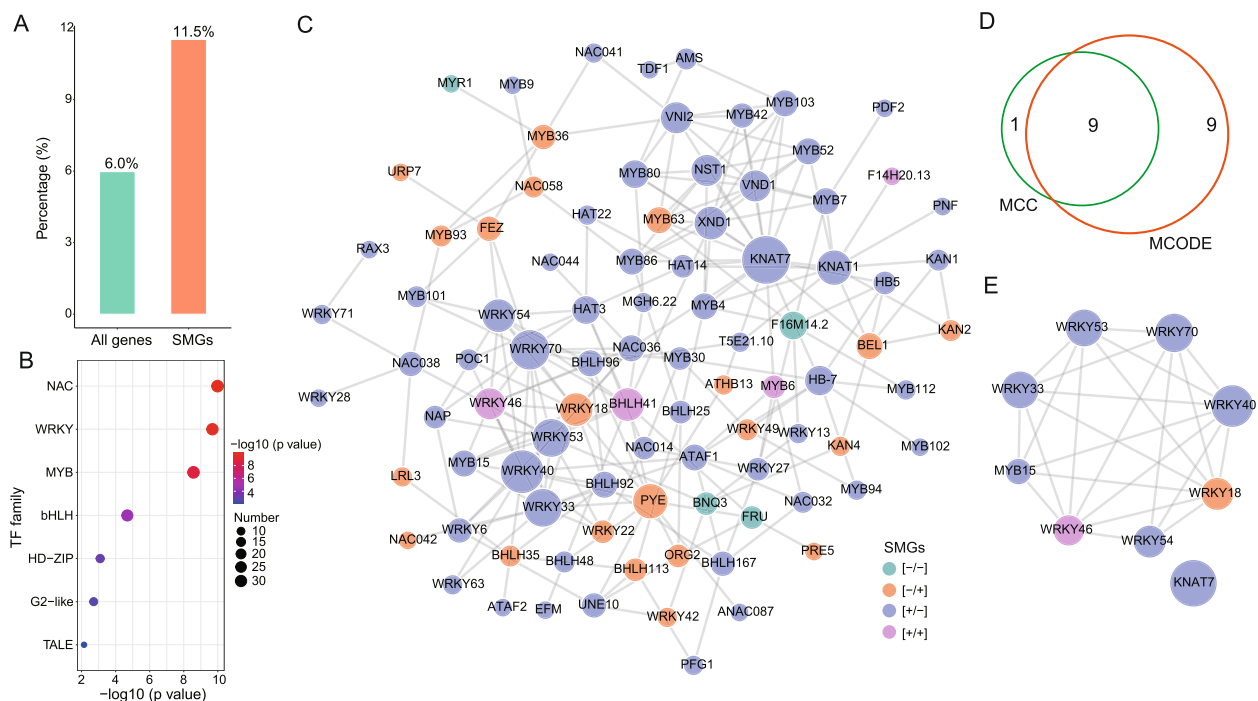 A
12
9
6
3
0
Percentage (%)
6.0%
11.5%
All genes
SMGs
B
TF family
NAC
WRKY
MYB
bHLH
HD−ZIP
G2−like
TALE
2
4
6
8
10
−log10 (p value)
−log10 (p value)
8
6
4
Number
10
15
20
25
30
C
NAC041
TDF1
AMS
MYR1
MYB9
MYB103
PDF2
VNI2
MYB42
MYB36
MYB52
URP7
NAC058
MYB80
NST1
VND1
F14H20.13
MYB7
PNF
HAT22
MYB63
XND1
MYB93
FEZ
RAX3
NAC044
MYB86
HAT14
KNAT7
KNAT1
KAN1
HB5
MYB101
MGH6.22
MYB4
WRKY71
WRKY54
HAT3
F16M14.2
KAN2
T5E21.10
BEL1
WRKY70
NAC036
NAC038
POC1
BHLH96
MYB30
ATHB13
MYB6
HB-7
MYB112
WRKY28
WRKY46
WRKY18
BHLH41
BHLH25
NAP
WRKY49
WRKY13
KAN4
MYB102
WRKY53
NAC014
ATAF1
MYB15
WRKY40
WRKY27
LRL3
BHLH92
MYB94
WRKY33
PYE
BNQ3
FRU
NAC032
NAC042
WRKY6
WRKY22
BHLH35
BHLH48
BHLH113
ORG2
BHLH167
PRE5
WRKY63
ATAF2
EFM
UNE10
WRKY42
ANAC087
PFG1
SMGs
[−/−]
[−/+]
[+/−]
[+/+]
D
1
9
9
MCC
MCODE
E
WRKY53
WRKY70
WRKY33
WRKY40
MYB15
WRKY18
WRKY46
WRKY54
KNAT7